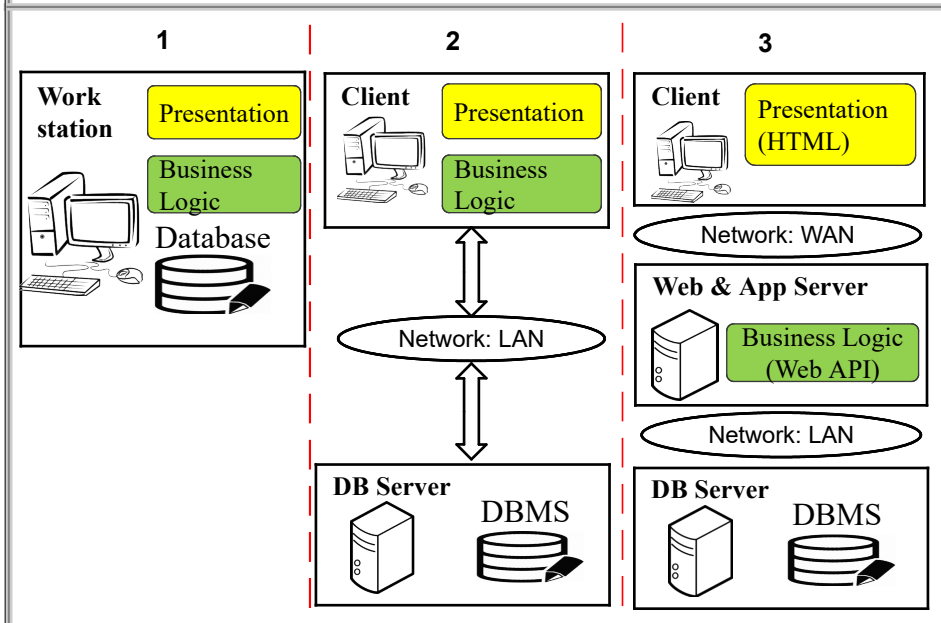 1
Work
station
Presentation
Business
Logic
Database
2
Client
Presentation
Business
Logic
Network: LAN
DB Server
DBMS
3
Client
Presentation
(HTML)
Network: WAN
Web & App Server
Business Logic
(Web API)
Network: LAN
DB Server
DBMS